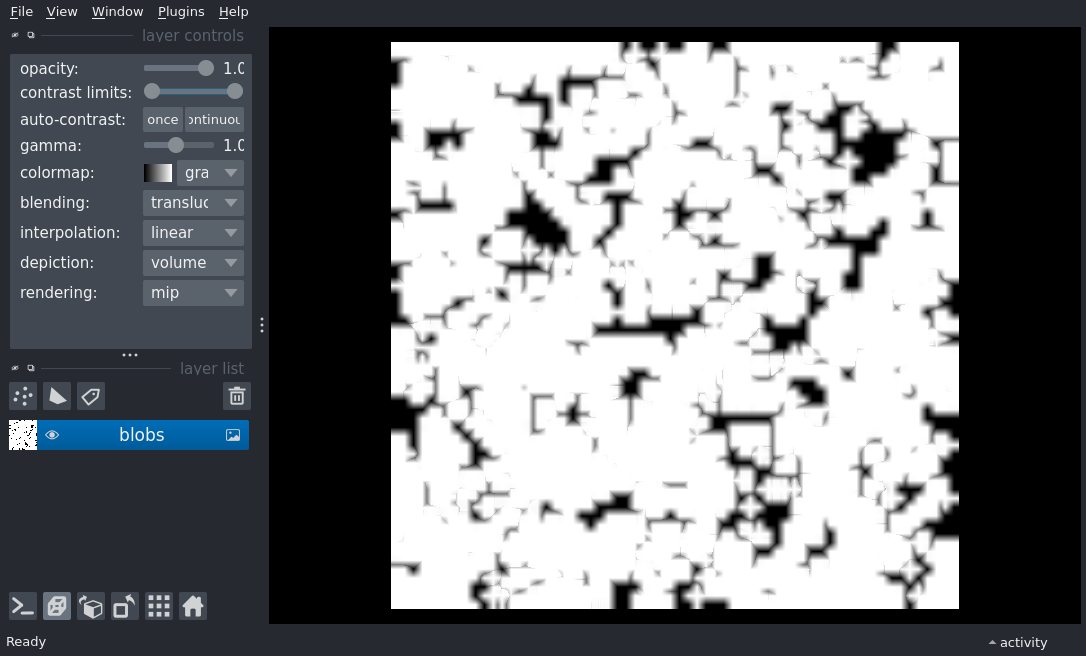 File View Window Plugins Help
layer controls
opacity: 1.0
contrast limits:
auto-contrast: once ontinuou
gamma: 1.0
colormap: gra
blending: transluc
interpolation: linear
depiction: volume
rendering: mip
layer list
blobs
Ready activity